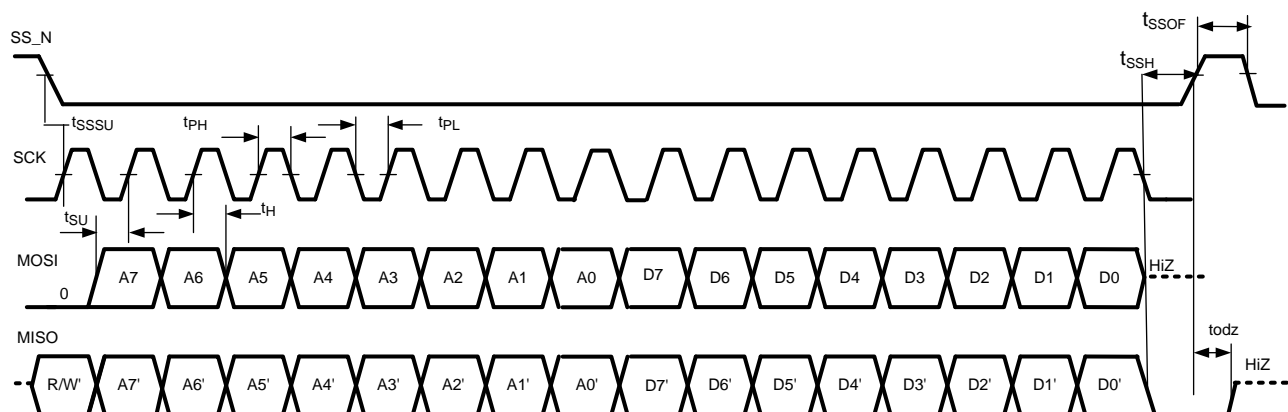 SS_N
tSSOF
tSSH
tSSSU
tPH
tPL
SCK
tSU
tH
MOSI
0
A7 A6 A5 A4 A3 A2 A1 A0 D7 D6 D5 D4 D3 D2 D1 D0
HiZ
MISO
todz
HiZ
R/W' A7' A6' A5' A4' A3' A2' A1' A0' D7' D6' D5' D4' D3' D2' D1' D0'